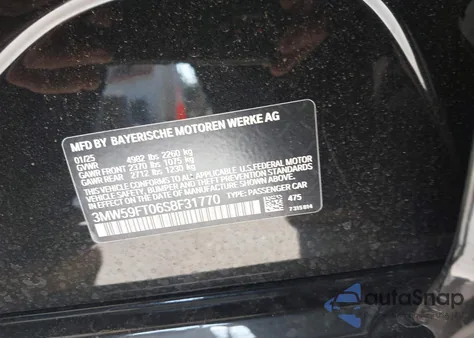 MFD BY BAYERISCHE MOTOREN WERKE AG
01/25 4982 lbs 2260 kg
GVWR
GAWR FRONT 2370 lbs 1075 kg
GAWR REAR 2712 lbs 1230 kg
THIS VEHICLE CONFORMS TO ALL APPLICABLE U.S. FEDERAL MOTOR
VEHICLE SAFETY, BUMPER, AND THEFT PREVENTION STANDARDS
IN EFFECT ON THE DATE OF MANUFACTURE SHOWN ABOVE.
3MW59FT06S8F31770 TYPE: PASSENGER CAR
475
7315814
autoSnap